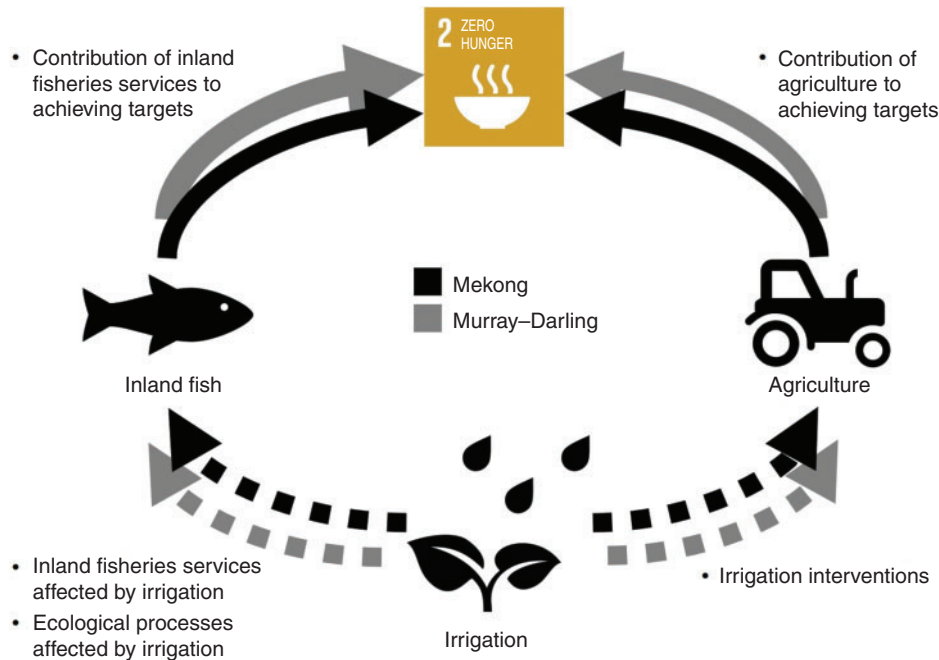 2 ZERO
HUNGER
• Contribution of inland
fisheries services to
achieving targets
• Contribution of
agriculture to
achieving targets
Mekong
Murray–Darling
Inland fish
Agriculture
• Inland fisheries services
affected by irrigation
• Ecological processes
affected by irrigation
• Irrigation interventions
Irrigation